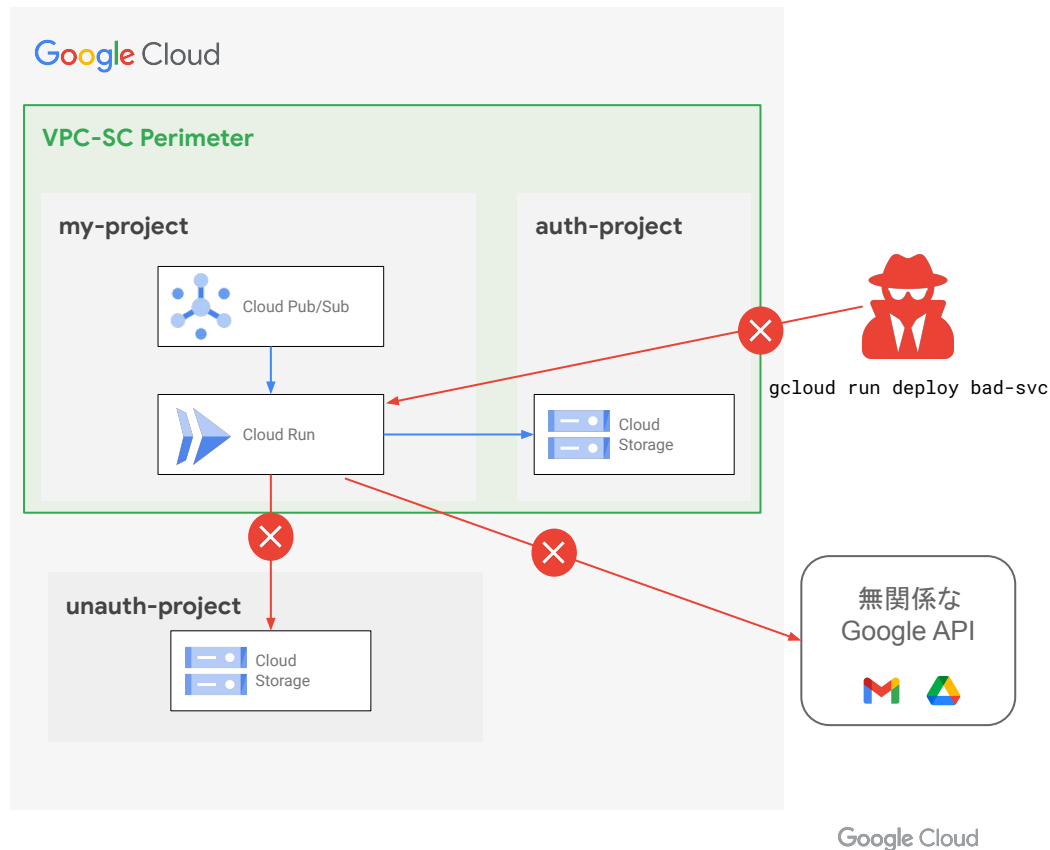 Google Cloud
VPC-SC Perimeter
my-project
auth-project
Cloud Pub/Sub
gcloud run deploy bad-svc
Cloud Run
Cloud
Storage
unauth-project
Cloud
Storage
無関係な
Google API
Google Cloud